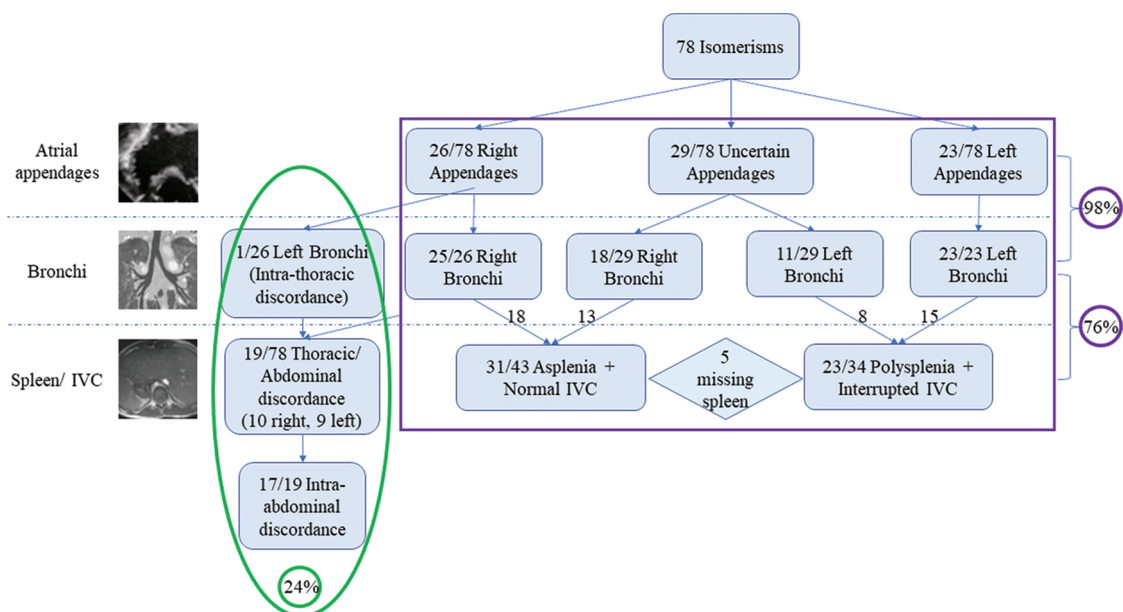 78 Isomerisms
Atrial
appendages
26/78 Right
Appendages
29/78 Uncertain
Appendages
23/78 Left
Appendages
98%
Bronchi
1/26 Left Bronchi
(Intra-thoracic
discordance)
25/26 Right
Bronchi
18/29 Right
Bronchi
11/29 Left
Bronchi
23/23 Left
Bronchi
18
13
8
15
76%
Spleen/ IVC
19/78 Thoracic/
Abdominal
discordance
(10 right, 9 left)
31/43 Asplenia +
Normal IVC
5
missing
spleen
23/34 Polysplenia +
Interrupted IVC
17/19 Intra-
abdominal
discordance
24%